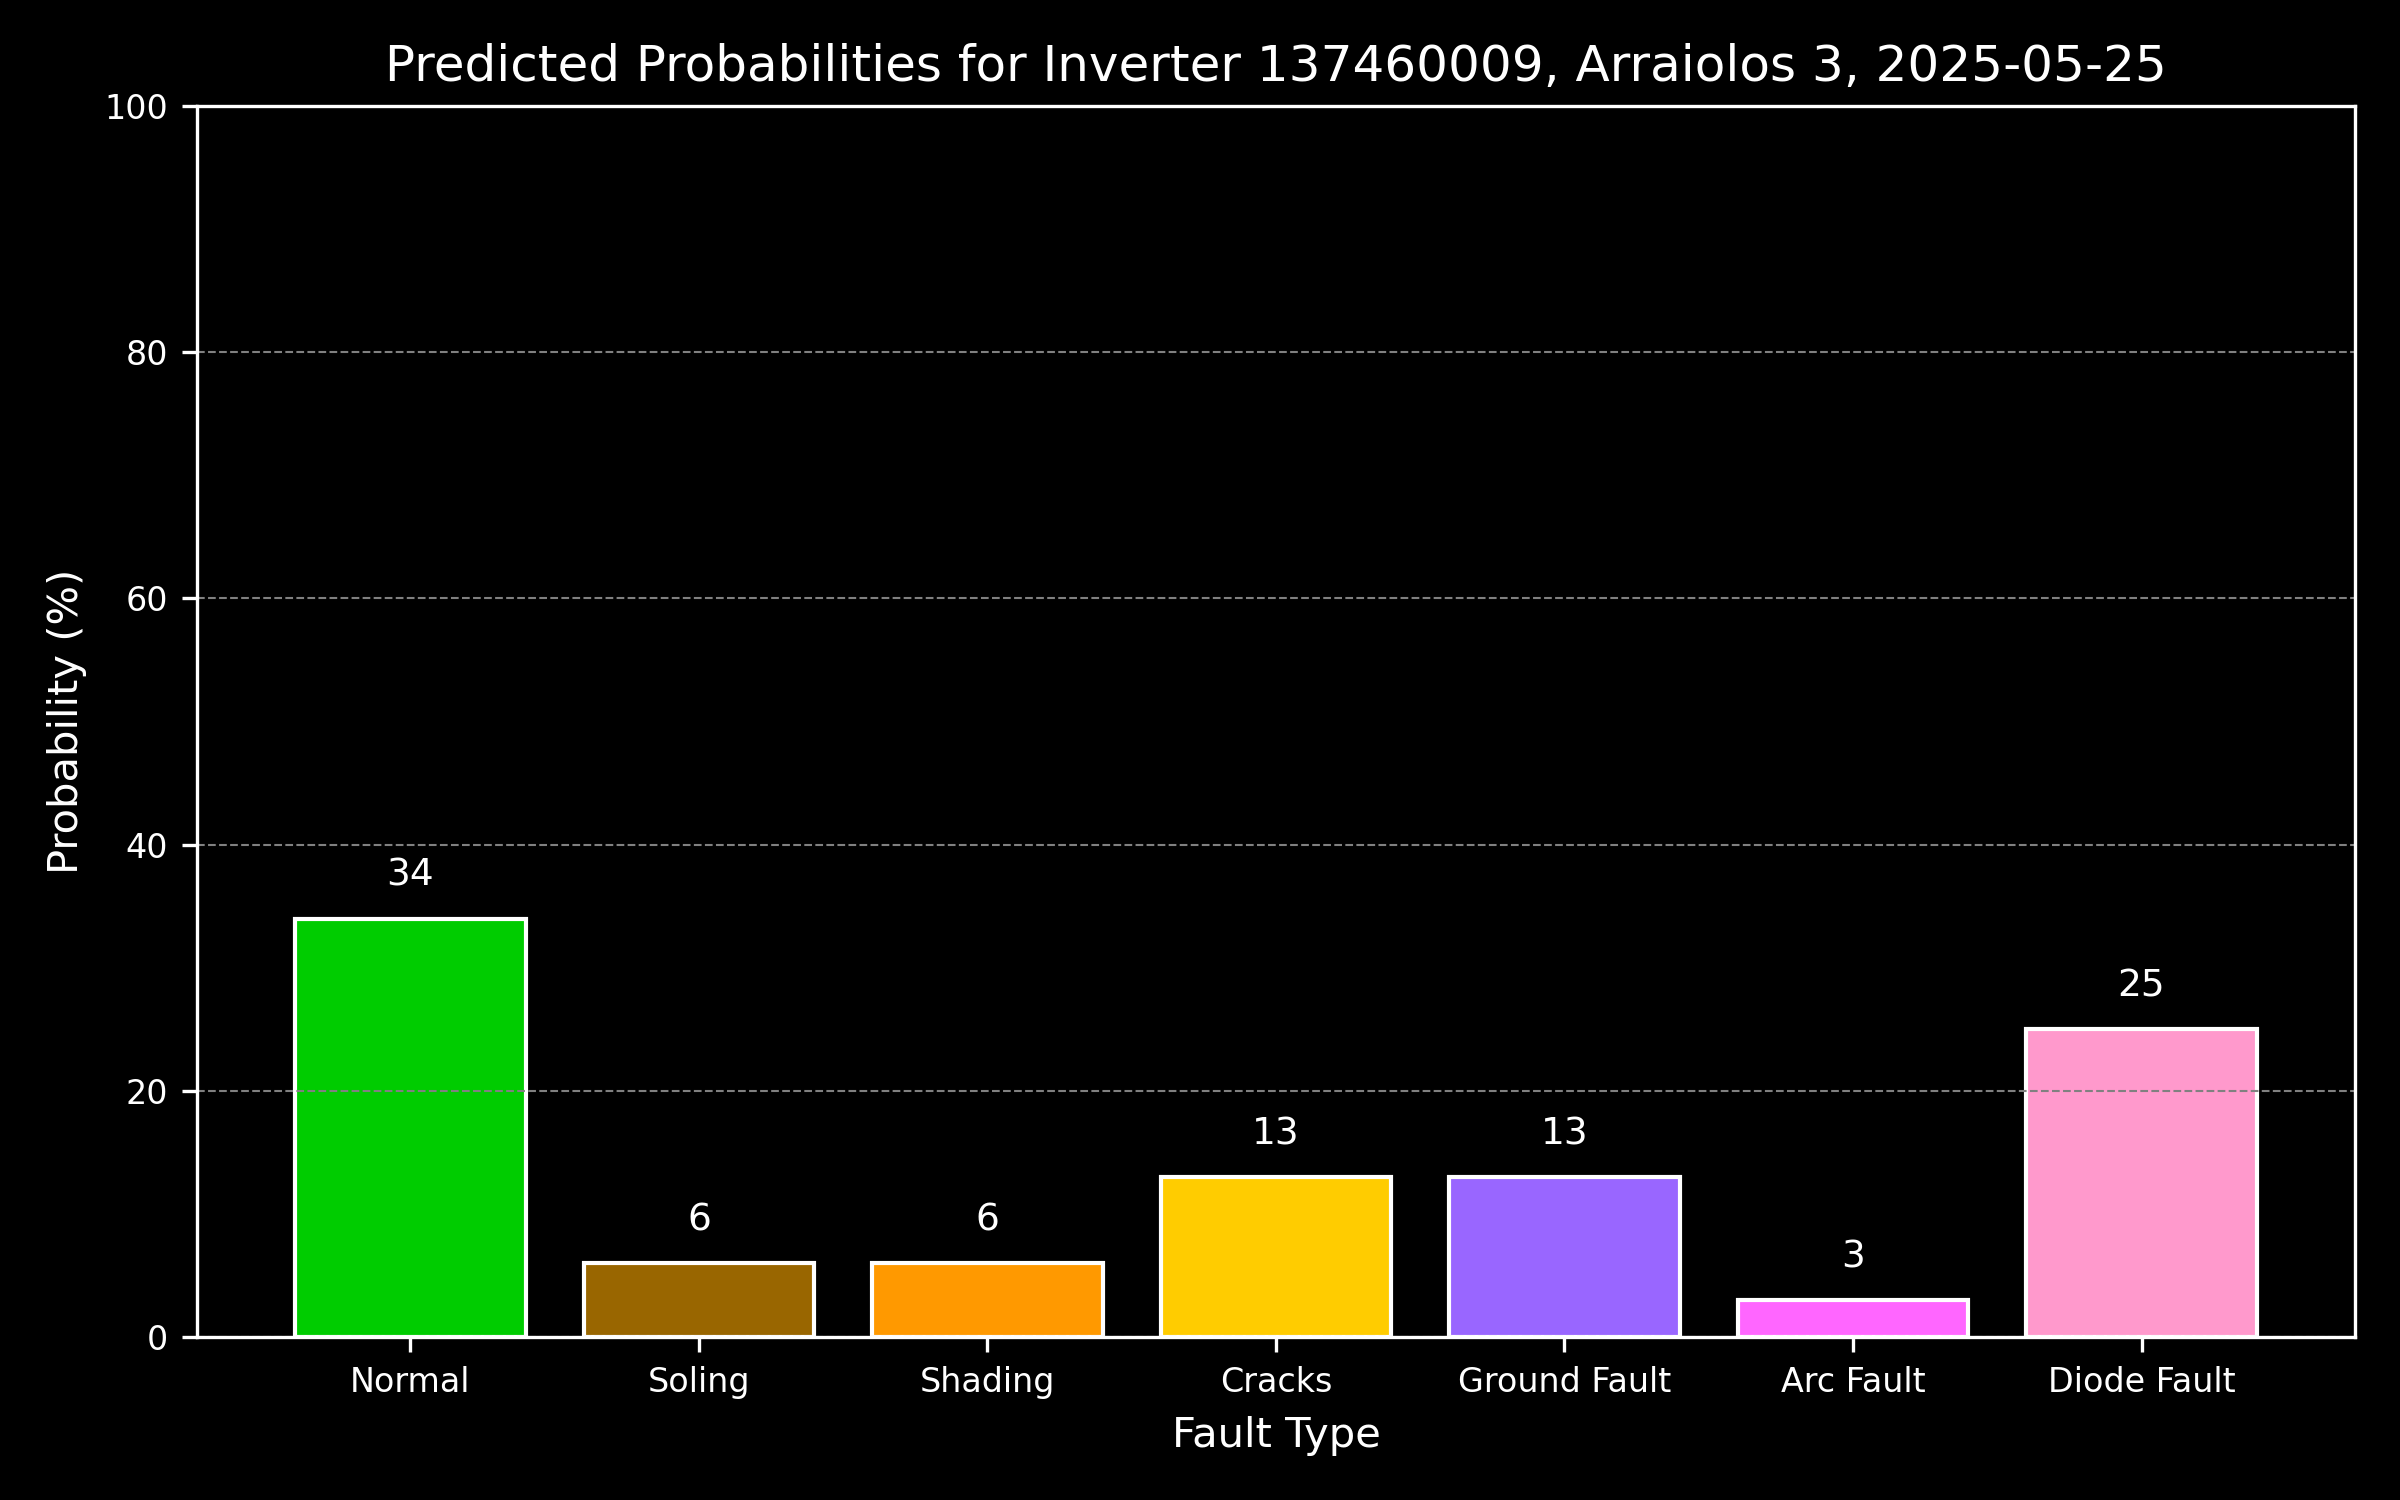 Predicted Probabilities for Inverter 137460009, Arraiolos 3, 2025-05-25
100
80
60
40
20
0
Probability (%)
34
6
6
13
13
3
25
Normal
Soling
Shading
Cracks
Ground Fault
Arc Fault
Diode Fault
Fault Type